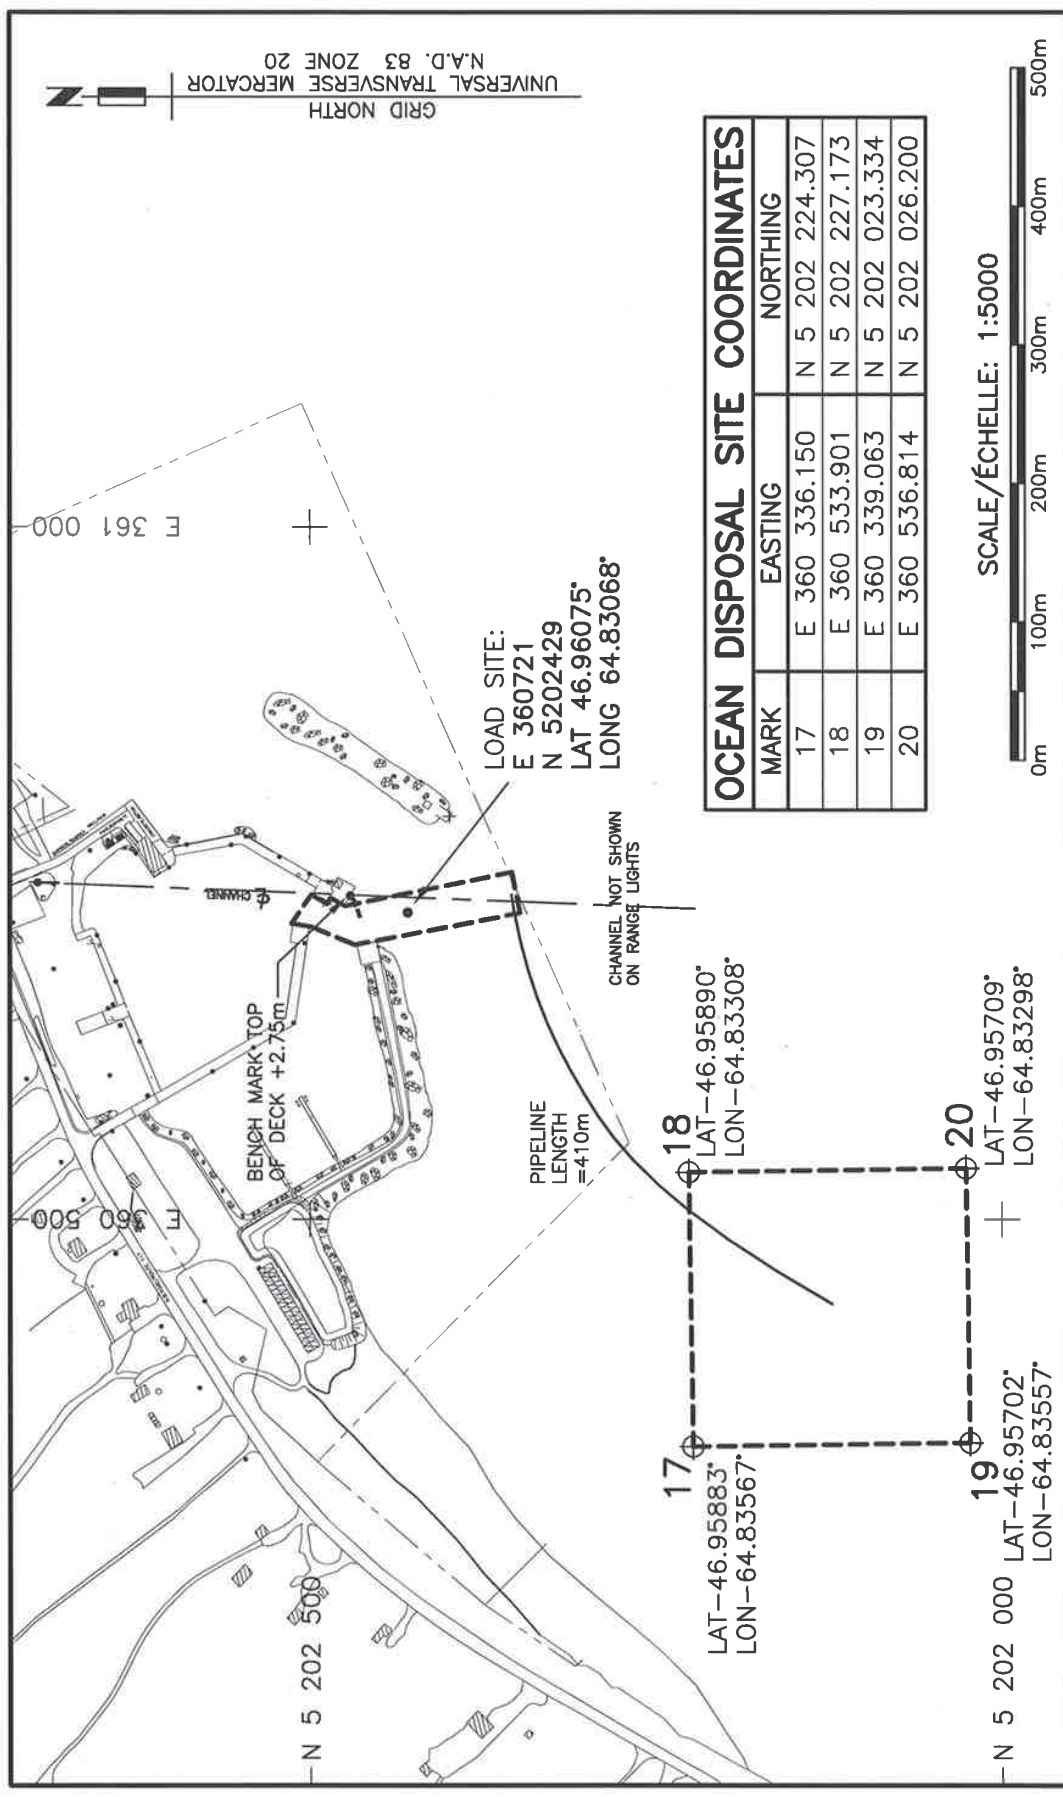 GRID NORTH
UNIVERSAL TRANSVERSE MERCATOR
N.A.D. 83 ZONE 20
N
E 360 500
E 361 000
N 5 202 500
N 5 202 000
BENCH MARK TOP
OF DECK +2.75m
CHANNEL
LOAD SITE:
E 360721
N 5202429
LAT 46.96075°
LONG 64.83068°
CHANNEL NOT SHOWN
ON RANGE LIGHTS
PIPELINE
LENGTH
=410m
17
LAT-46.95883°
LON-64.83567°
18
LAT-46.95890°
LON-64.83308°
19
LAT-46.95702°
LON-64.83557°
20
LAT-46.95709°
LON-64.83298°
OCEAN DISPOSAL SITE COORDINATES
MARK EASTING NORTHING
17 E 360 336.150 N 5 202 224.307
18 E 360 533.901 N 5 202 227.173
19 E 360 339.063 N 5 202 023.334
20 E 360 536.814 N 5 202 026.200
SCALE/ÉCHELLE: 1:5000
0m 100m 200m 300m 400m 500m